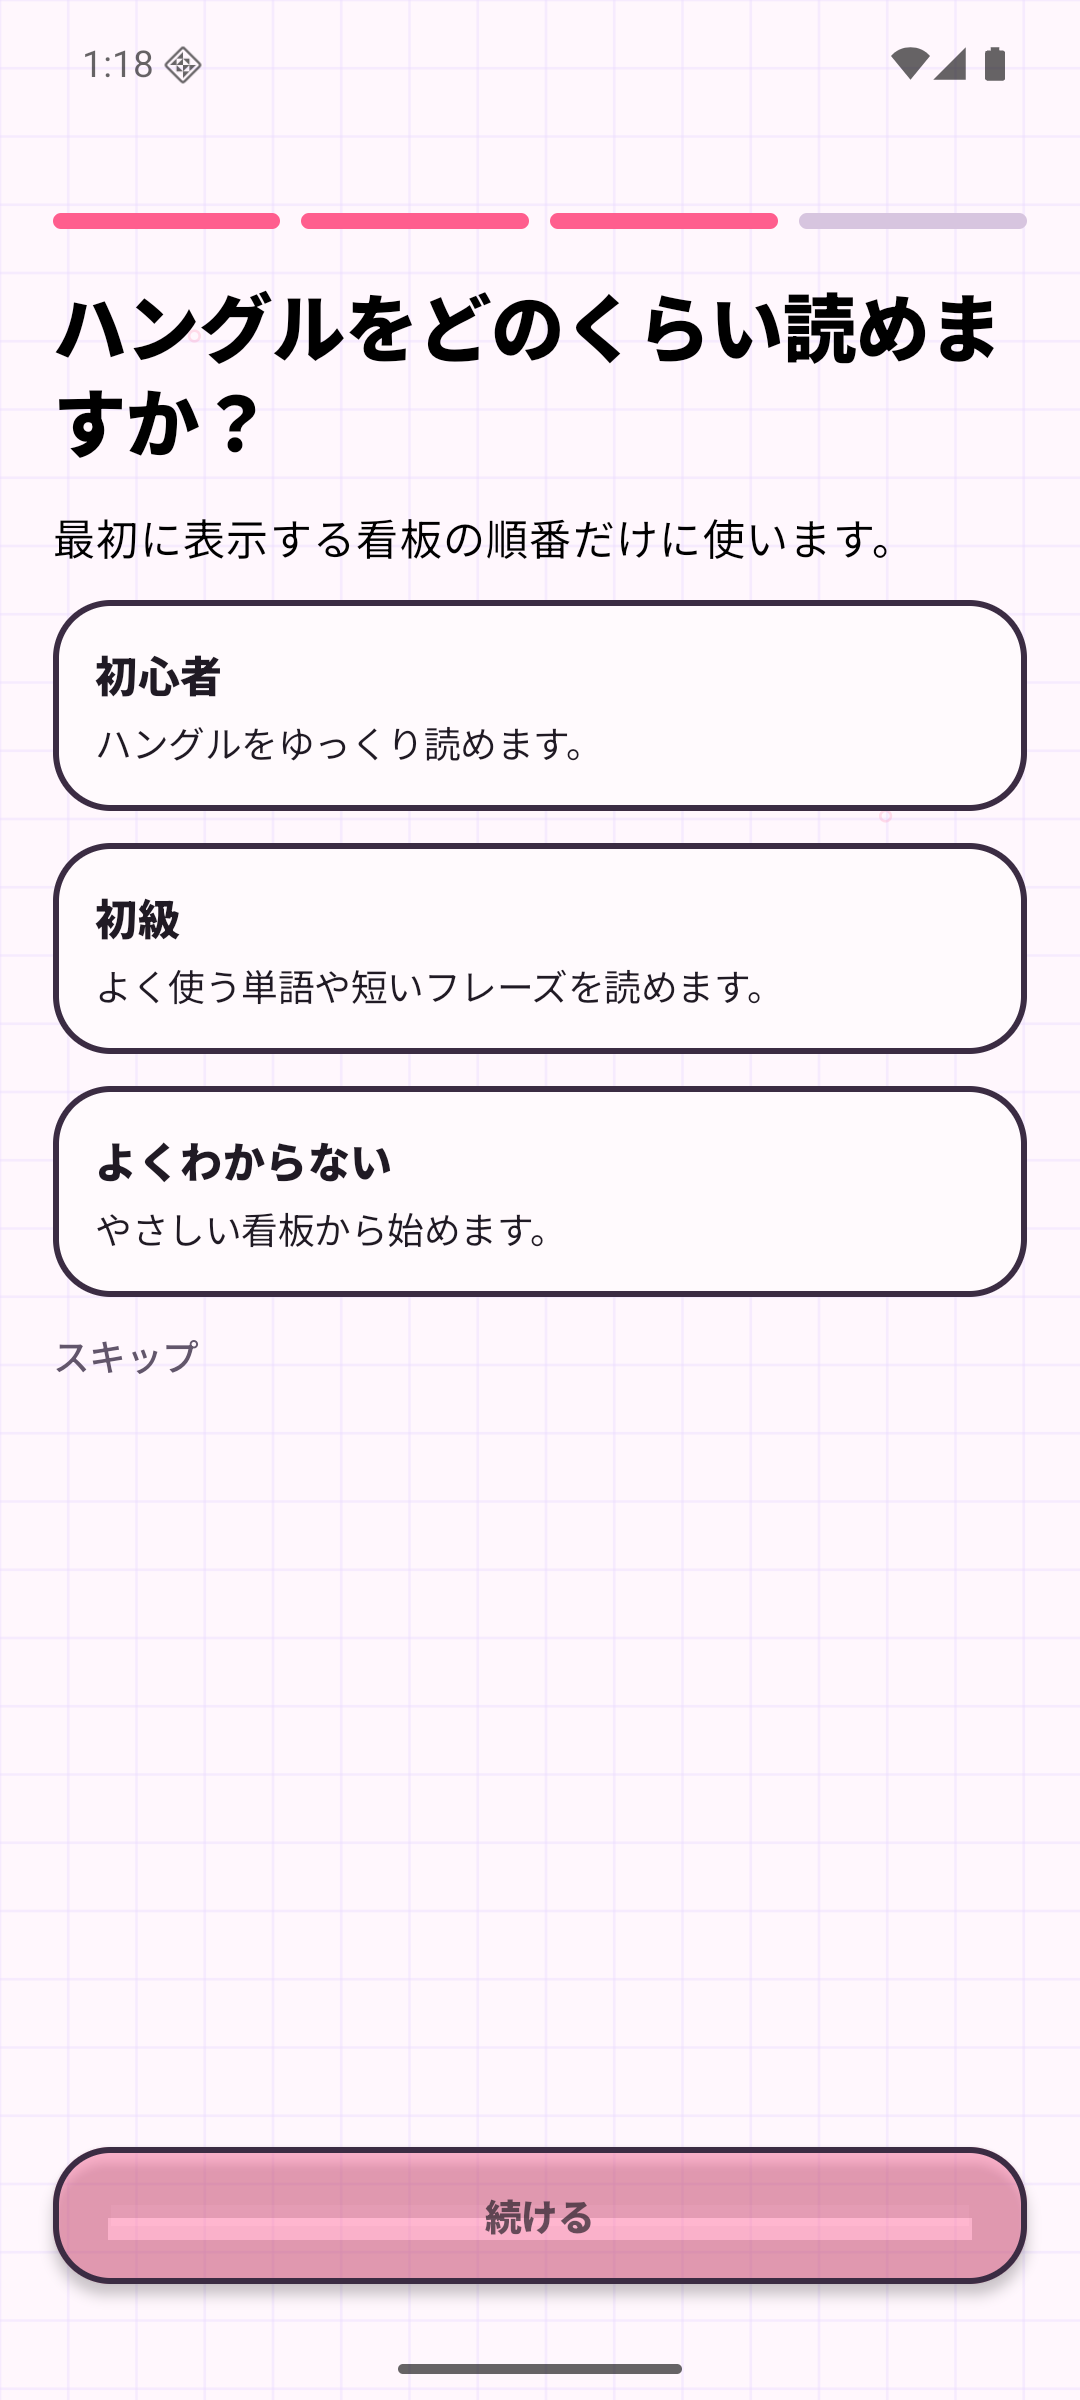 1:18
ハングルをどのくらい読めま
すか？
最初に表示する看板の順番だけに使います。
初心者
ハングルをゆっくり読めます。
初級
よく使う単語や短いフレーズを読めます。
よくわからない
やさしい看板から始めます。
スキップ
続ける